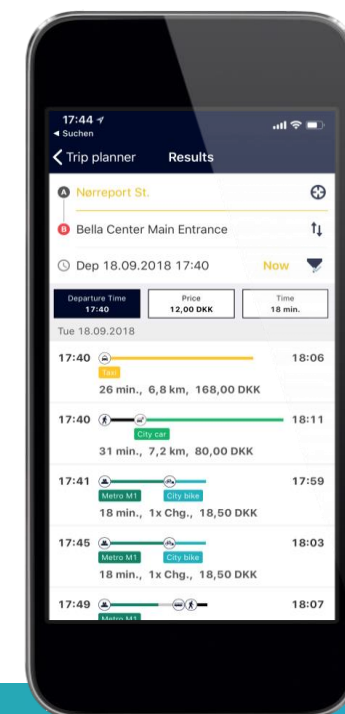 17:44
◀ Suchen
Trip planner Results
A Nørreport St.
B Bella Center Main Entrance
Dep 18.09.2018 17:40 Now
Departure Time
17:40
Price
12,00 DKK
Time
18 min.
Tue 18.09.2018
17:40 18:06
Taxi
26 min., 6,8 km, 168,00 DKK
17:40 18:11
City car
31 min., 7,2 km, 80,00 DKK
17:41 17:59
Metro M1 City bike
18 min., 1x Chg., 18,50 DKK
17:45 18:03
Metro M1 City bike
18 min., 1x Chg., 18,50 DKK
17:49 18:07
Metro M1